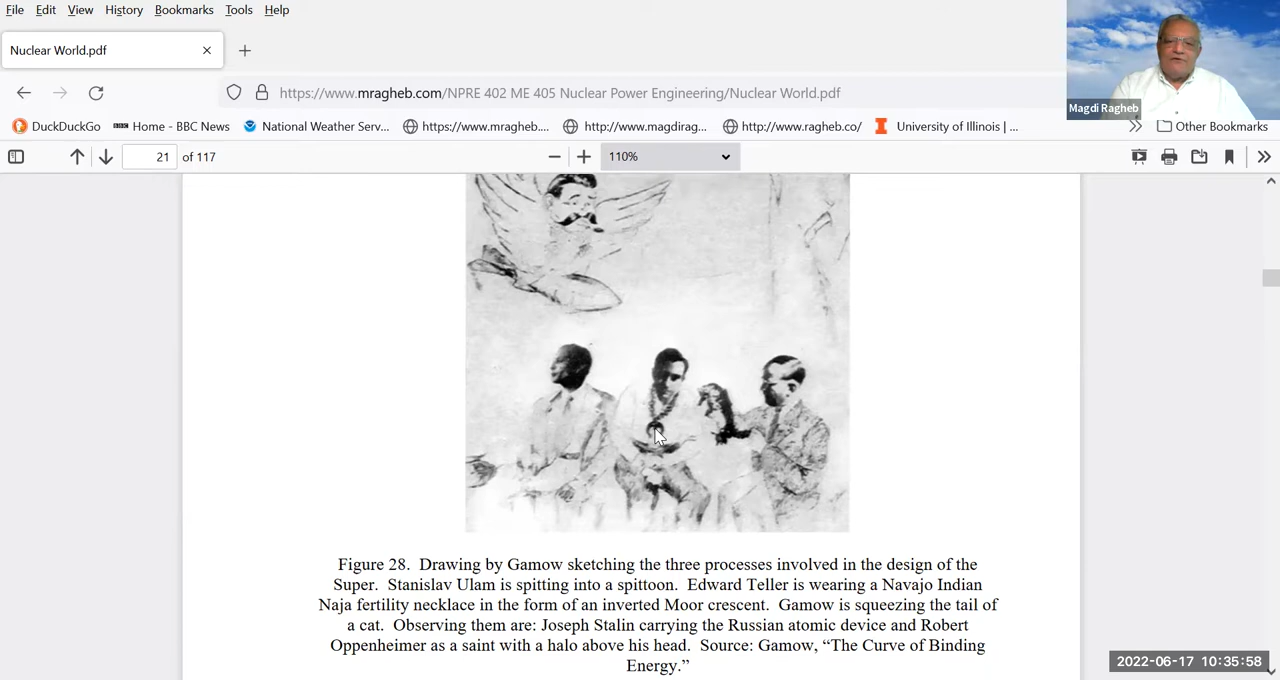 File Edit View History Bookmarks Tools Help
Nuclear World.pdf
https://www.mragheb.com/NPRE 402 ME 405 Nuclear Power Engineering/Nuclear World.pdf
Magdi Ragheb
DuckDuckGo BBC Home - BBC News National Weather Serv... https://www.mragheb.... http://www.magdirag... http://www.ragheb.co/ I University of Illinois | ... Other Bookmarks
21 of 117 110%
Figure 28. Drawing by Gamow sketching the three processes involved in the design of the
Super. Stanislav Ulam is spitting into a spittoon. Edward Teller is wearing a Navajo Indian
Naja fertility necklace in the form of an inverted Moor crescent. Gamow is squeezing the tail of
a cat. Observing them are: Joseph Stalin carrying the Russian atomic device and Robert
Oppenheimer as a saint with a halo above his head. Source: Gamow, “The Curve of Binding
Energy.”
2022-06-17 10:35:58